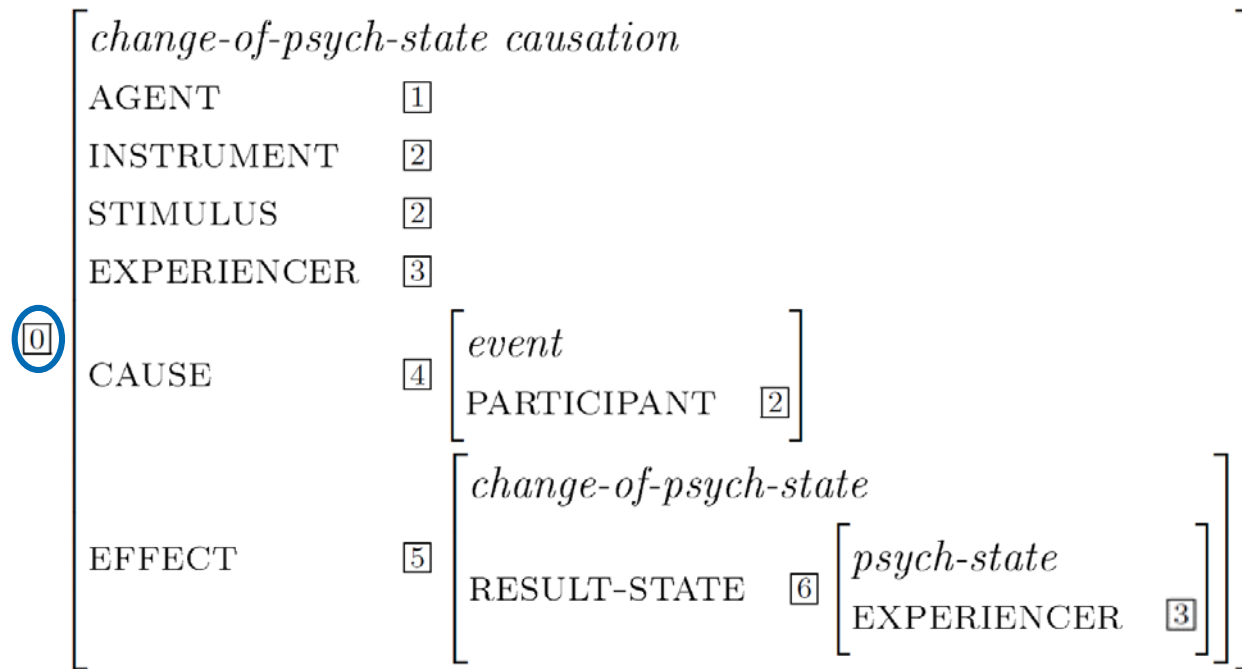 change-of-psych-state causation
AGENT 1
INSTRUMENT 2
STIMULUS 2
EXPERIENCER 3
0
CAUSE 4
event
PARTICIPANT 2
EFFECT 5
change-of-psych-state
RESULT-STATE 6
psych-state
EXPERIENCER 3